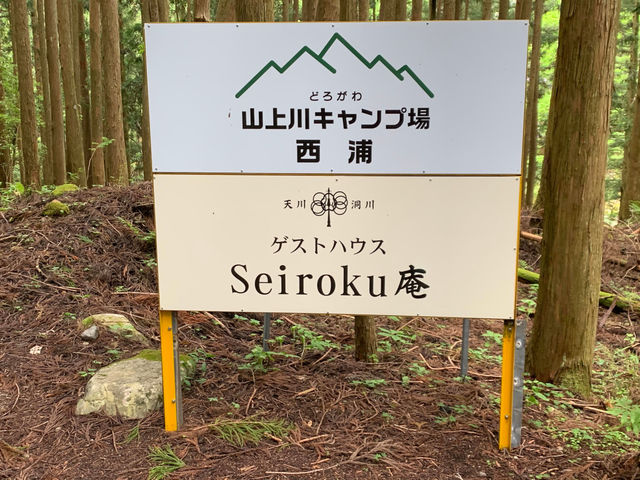 どろがわ
山上川キャンプ場
西浦
天川 洞川
ゲストハウス
Seiroku庵